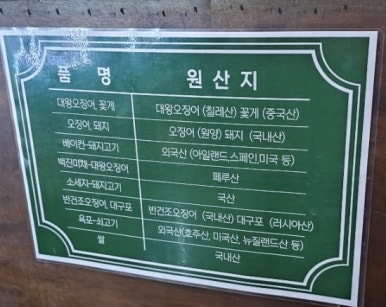 품 명 원 산 지
대왕오징어, 꽃게 대왕오징어 (칠레산) 꽃게 (중국산)
오징어, 돼지 오징어 (원양) 돼지 (국내산)
베이컨-돼지고기 외국산 (아일랜드,스페인,미국 등)
백진미채-대왕오징어 페루산
소세지-돼지고기 국산
반건조오징어, 대구포 반건조오징어 (국내산) 대구포 (러시아산)
육포-쇠고기 외국산(호주산, 미국산, 뉴질랜드산 등)
쌀 국내산